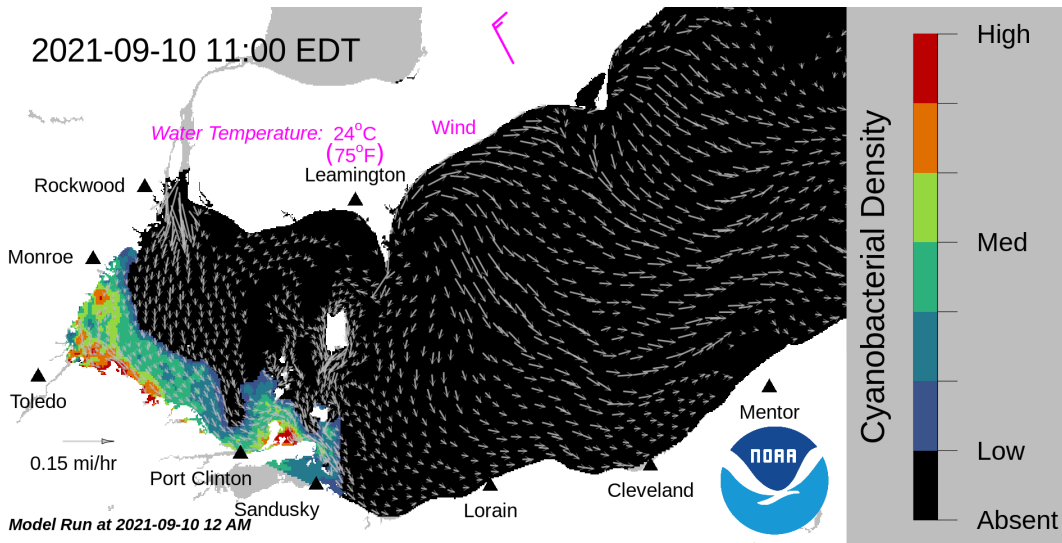 2021-09-10 11:00 EDT
High
Water Temperature: 24°C
(75°F)
Wind
Leamington
Rockwood
Monroe
Med
Cyanobacterial Density
Toledo
Mentor
0.15 mi/hr
NOAA
Low
Port Clinton
Cleveland
Sandusky
Lorain
Model Run at 2021-09-10 12 AM
Absent